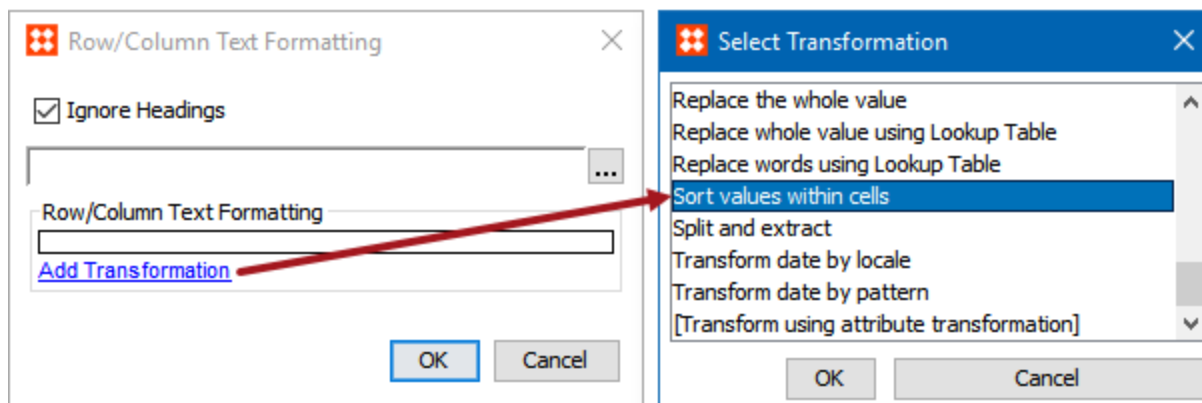 Row/Column Text Formatting
Ignore Headings
...
Row/Column Text Formatting
Add Transformation
OK Cancel
Select Transformation
Replace the whole value
Replace whole value using Lookup Table
Replace words using Lookup Table
Sort values within cells
Split and extract
Transform date by locale
Transform date by pattern
[Transform using attribute transformation]
OK Cancel